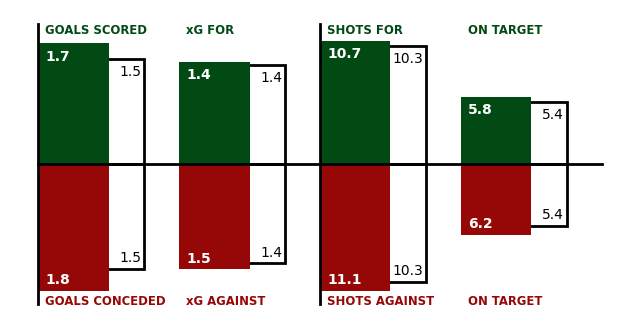 GOALS SCORED xG FOR SHOTS FOR ON TARGET
1.7 1.5 1.4 1.4 10.7 10.3 5.8 5.4
1.8 1.5 1.5 1.4 11.1 10.3 6.2 5.4
GOALS CONCEDED xG AGAINST SHOTS AGAINST ON TARGET